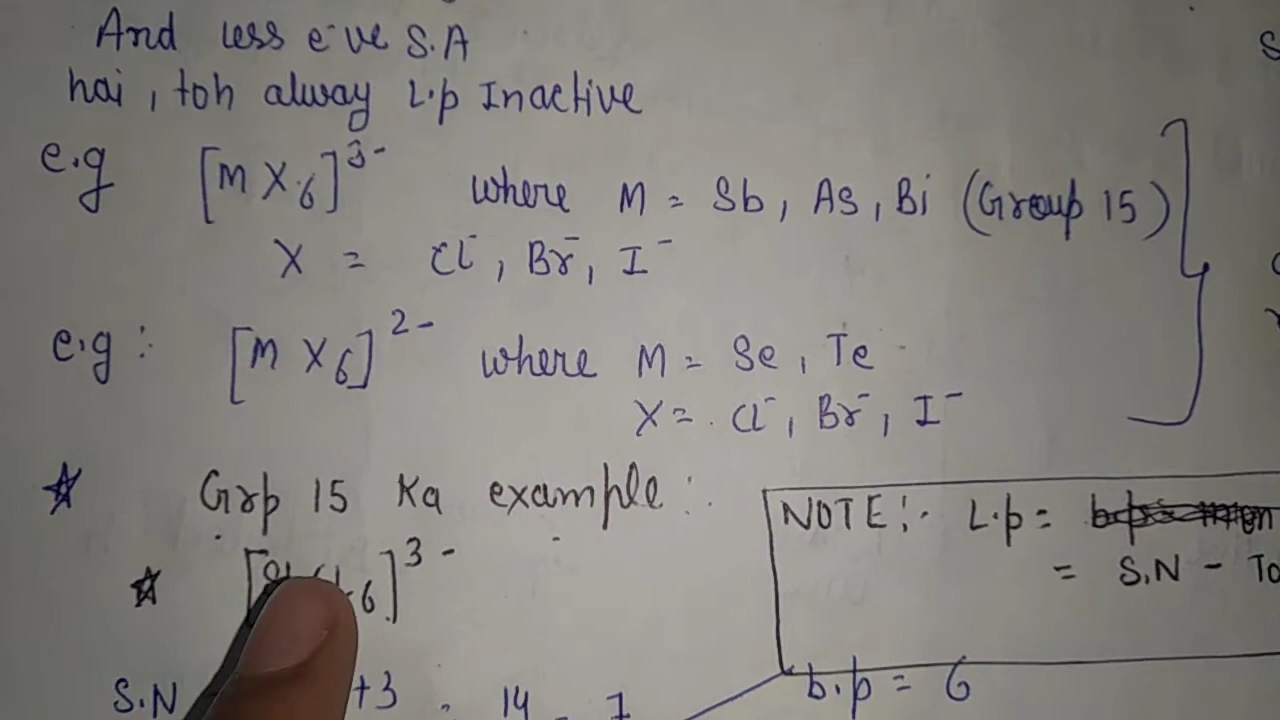 And less e⁻ve S.A
hai, toh alway L.p Inactive
e.g [M X₆]³⁻ where M = Sb, As, Bi (Group 15)
X = Cl⁻, Br⁻, I⁻
e.g : [M X₆]²⁻ where M = Se, Te
X = Cl⁻, Br⁻, I⁻
☆ Grp 15 Ka example :
☆ [ ₆]³⁻
NOTE :- L.p =
= S.N -
S.N +3 = 14 = 7
b.p = 6